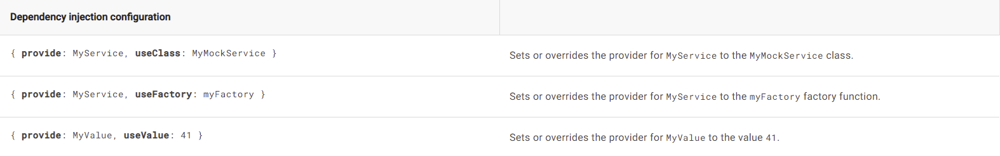 Dependency injection configuration
{ provide: MyService, useClass: MyMockService }
Sets or overrides the provider for MyService to the MyMockService class.
{ provide: MyService, useFactory: myFactory }
Sets or overrides the provider for MyService to the myFactory factory function.
{ provide: MyValue, useValue: 41 }
Sets or overrides the provider for MyValue to the value 41.